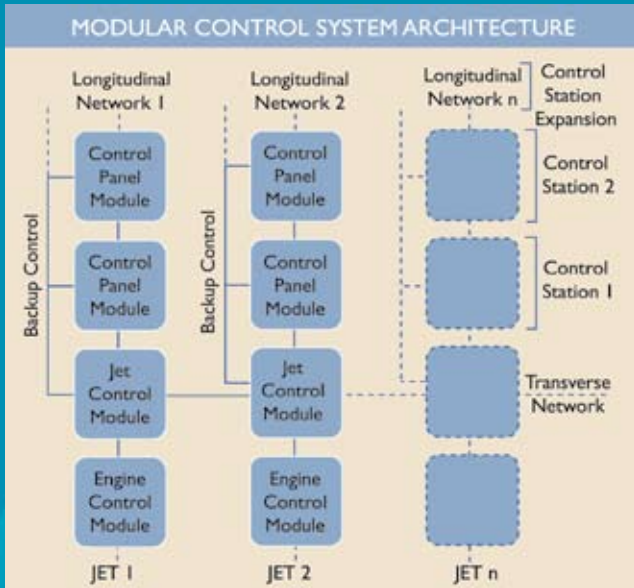 MODULAR CONTROL SYSTEM ARCHITECTURE
Longitudinal
Network 1
Longitudinal
Network 2
Longitudinal
Network n
Control
Station
Expansion
Control
Panel
Module
Control
Panel
Module
Control
Station 2
Backup Control
Control
Panel
Module
Backup Control
Control
Panel
Module
Control
Station 1
Jet
Control
Module
Jet
Control
Module
Transverse
Network
Engine
Control
Module
Engine
Control
Module
JET 1
JET 2
JET n